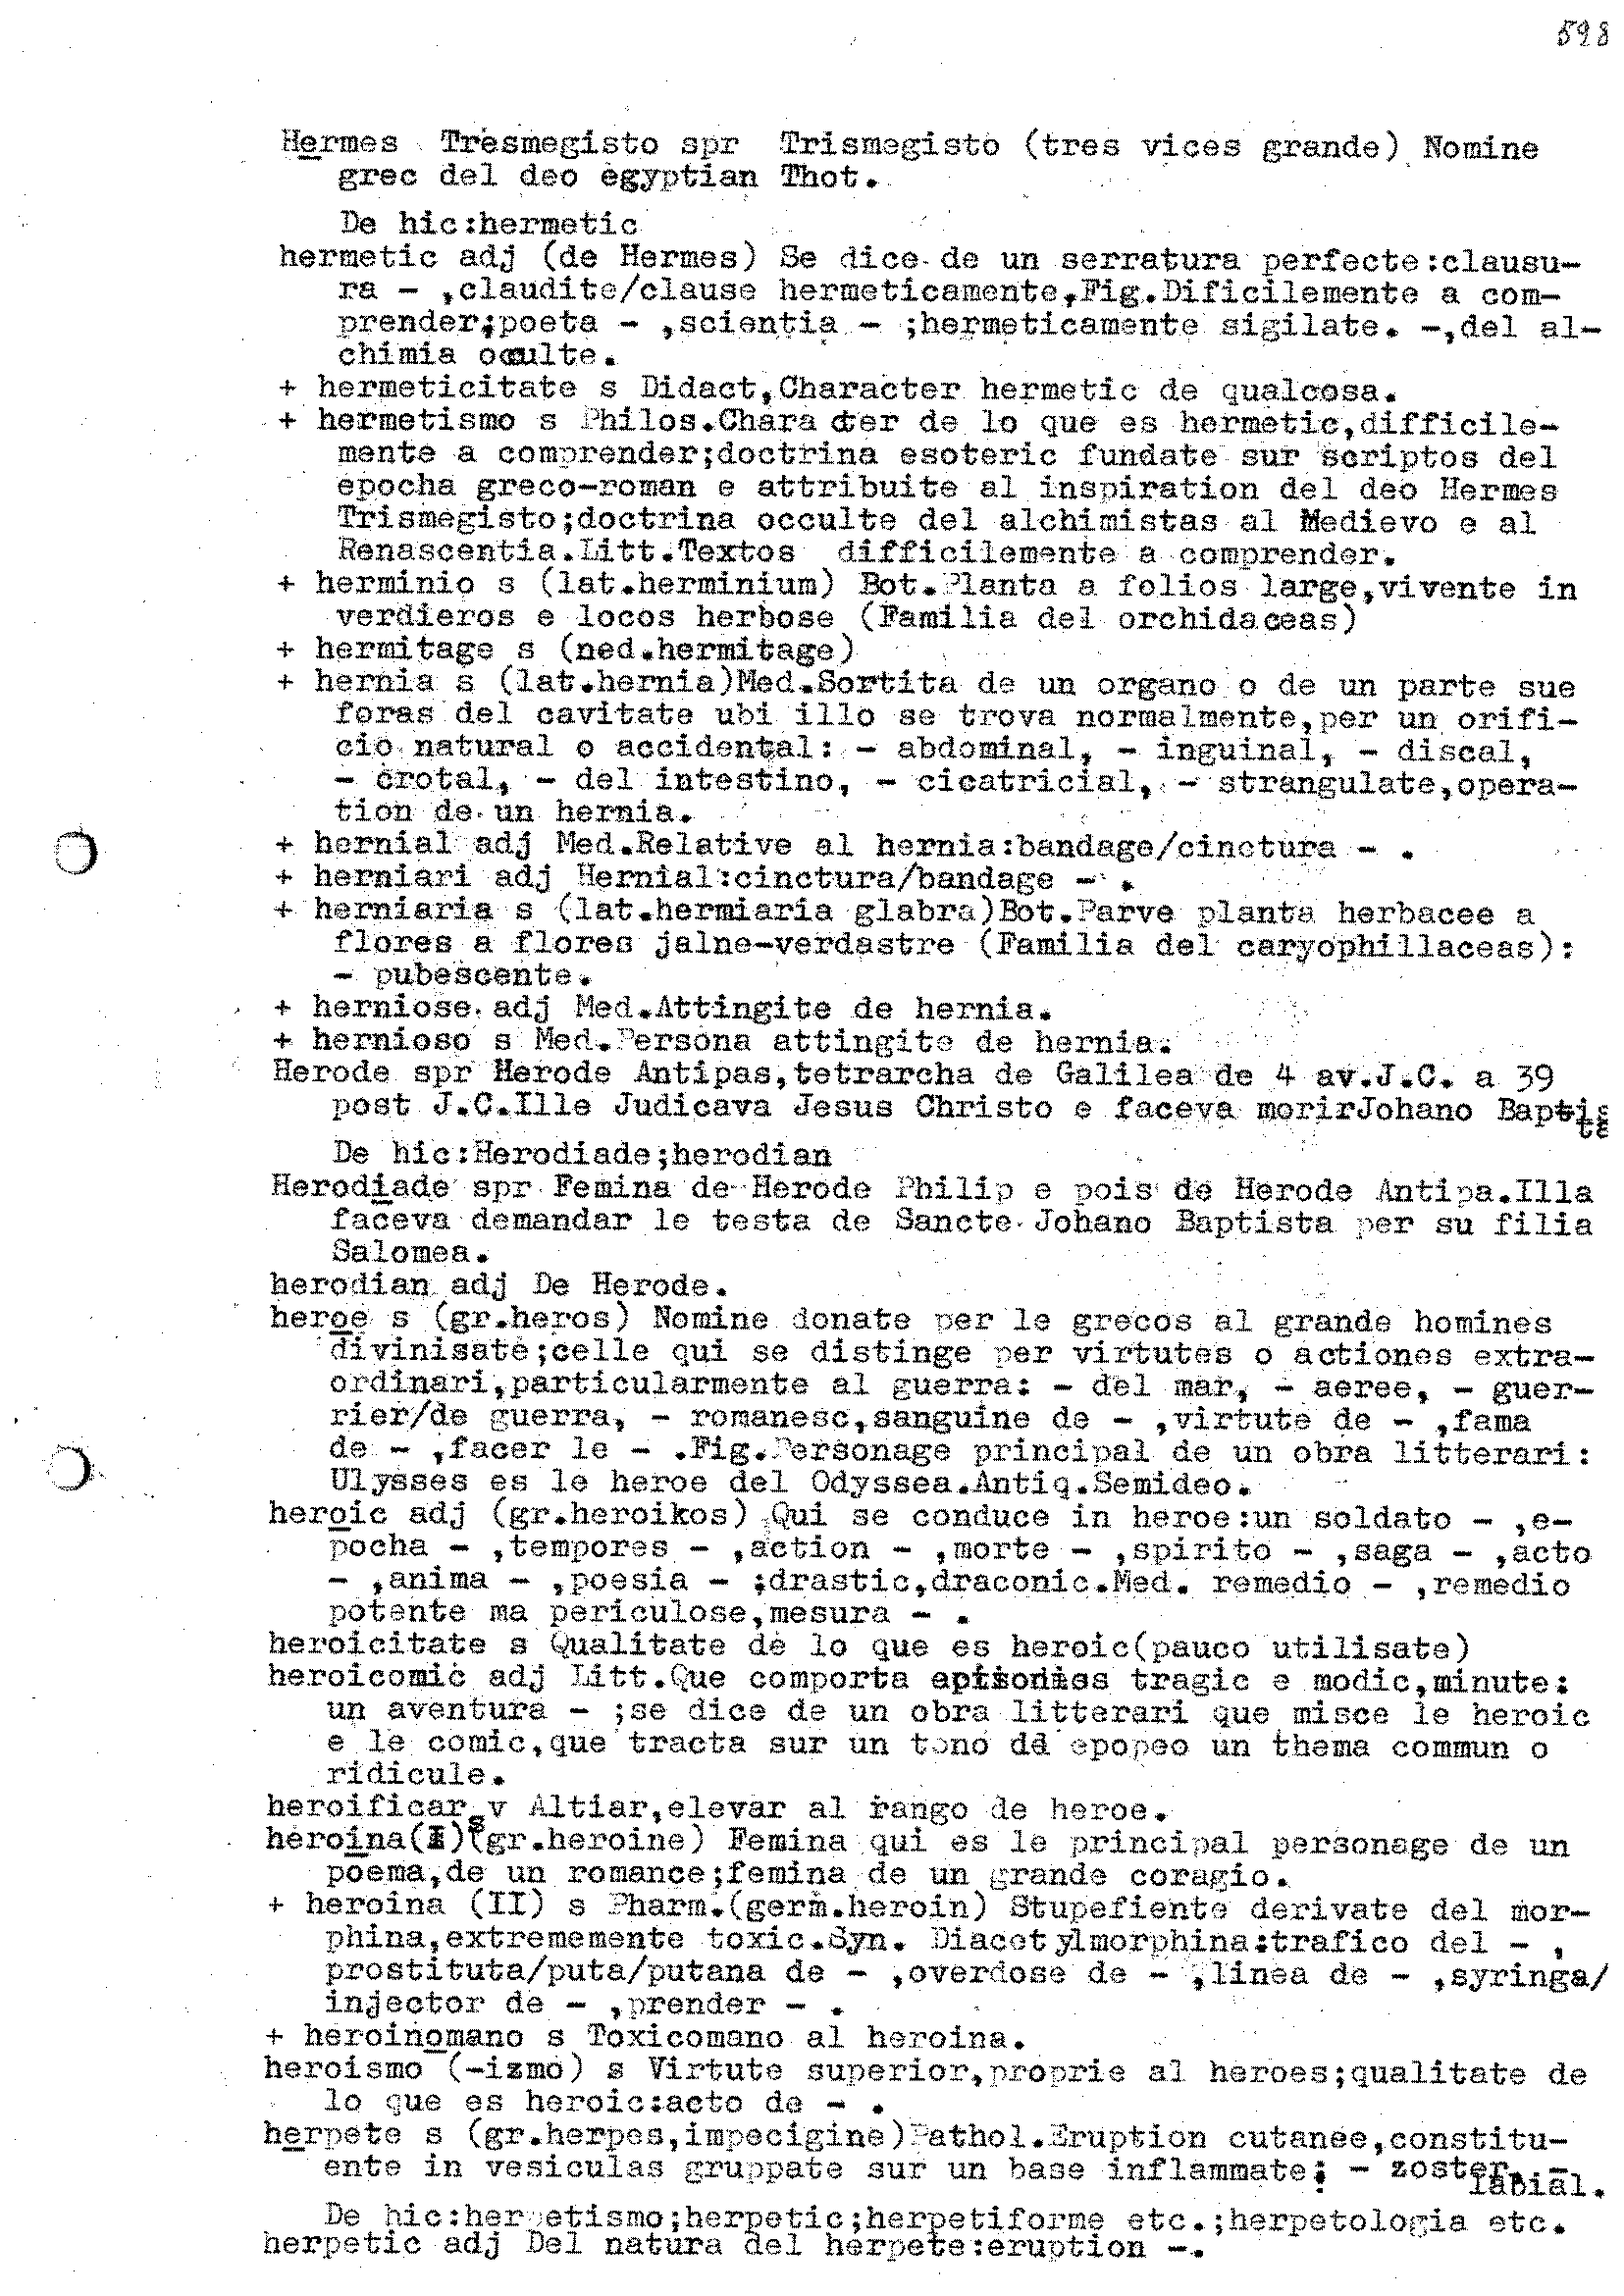 598
Hermes Tresmegisto spr Trismegisto (tres vices grande) Nomine
grec del deo egyptian Thot.
De hic:hermetic
hermetic adj (de Hermes) Se dice de un serratura perfecte:clausu-
ra - ,claudite/clause hermeticamente,Fig.Dificilemente a com-
prender;poeta - ,scientia - ;hermeticamente sigilate. -,del al-
chimia occulte.
+ hermeticitate s Didact,Character hermetic de qualcosa.
+ hermetismo s Philos.Character de lo que es hermetic,difficile-
mente a comprender;doctrina esoteric fundate sur scriptos del
epocha greco-roman e attribuite al inspiration del deo Hermes
Trismegisto;doctrina occulte del alchimistas al Medievo e al
Renascentia.Litt.Textos difficilemente a comprender.
+ herminio s (lat.herminium) Bot.Planta a folios large,vivente in
verdieros e locos herbose (Familia del orchidaceas)
+ hermitage s (ned.hermitage)
+ hernia s (lat.hernia)Med.Sortita de un organo o de un parte sue
foras del cavitate ubi illo se trova normalmente,per un orifi-
cio natural o accidental: - abdominal, - inguinal, - discal,
- crotal, - del intestino, - cicatricial, - strangulate,opera-
tion de un hernia.
+ hernial adj Med.Relative al hernia:bandage/cinctura - .
+ herniari adj Hernial:cinctura/bandage - .
+ herniaria s (lat.hermiaria glabra)Bot.Parve planta herbacee a
flores a flores jalne-verdastre (Familia del caryophillaceas):
- pubescente.
+ herniose adj Med.Attingite de hernia.
+ hernioso s Med.Persona attingite de hernia.
Herode spr Herode Antipas,tetrarcha de Galilea de 4 av.J.C. a 39
post J.C.Ille Judicava Jesus Christo e faceva morirJohano Baptis
ta
De hic:Herodiade;herodian
Herodiade spr Femina de Herode Philip e pois de Herode Antipa.Illa
faceva demandar le testa de Sancte Johano Baptista per su filia
Salomea.
herodian adj De Herode.
heroe s (gr.heros) Nomine donate per le grecos al grande homines
divinisate;celle qui se distinge per virtutes o actiones extra-
ordinari,particularmente al guerra: - del mar, - aeree, - guer-
rier/de guerra, - romanesc,sanguine de - ,virtute de - ,fama
de - ,facer le - .Fig.Personage principal de un obra litterari:
Ulysses es le heroe del Odyssea.Antiq.Semideo.
heroic adj (gr.heroikos) Qui se conduce in heroe:un soldato - ,e-
pocha - ,tempores - ,action - ,morte - ,spirito - ,saga - ,acto
- ,anima - ,poesia - ;drastic,draconic.Med. remedio - ,remedio
potente ma periculose,mesura - .
heroicitate s Qualitate de lo que es heroic(pauco utilisate)
heroicomic adj Litt.Que comporta tragic e modic,minute:
un aventura - ;se dice de un obra litterari que misce le heroic
e le comic,que tracta sur un tono de epopeo un thema commun o
ridicule.
heroificar v Altiar,elevar al rango de heroe.
heroina(I)s(gr.heroine) Femina qui es le principal personage de un
poema,de un romance;femina de un grande coragio.
+ heroina (II) s Pharm.(germ.heroin) Stupefiente derivate del mor-
phina,extrememente toxic.Syn. Diacetylmorphina:trafico del - ,
prostituta/puta/putana de - ,overdose de - ,linea de - ,syringa/
injector de - ,prender - .
+ heroinomano s Toxicomano al heroina.
heroismo (-izmo) s Virtute superior,proprie al heroes;qualitate de
lo que es heroic:acto de - .
herpete s (gr.herpes,impecigine)Pathol.Eruption cutanee,constitu-
ente in vesiculas gruppate sur un base inflammate: - zoster, -
labial.
De hic:herpetismo;herpetic;herpetiforme etc.;herpetologia etc.
herpetic adj Del natura del herpete:eruption -.